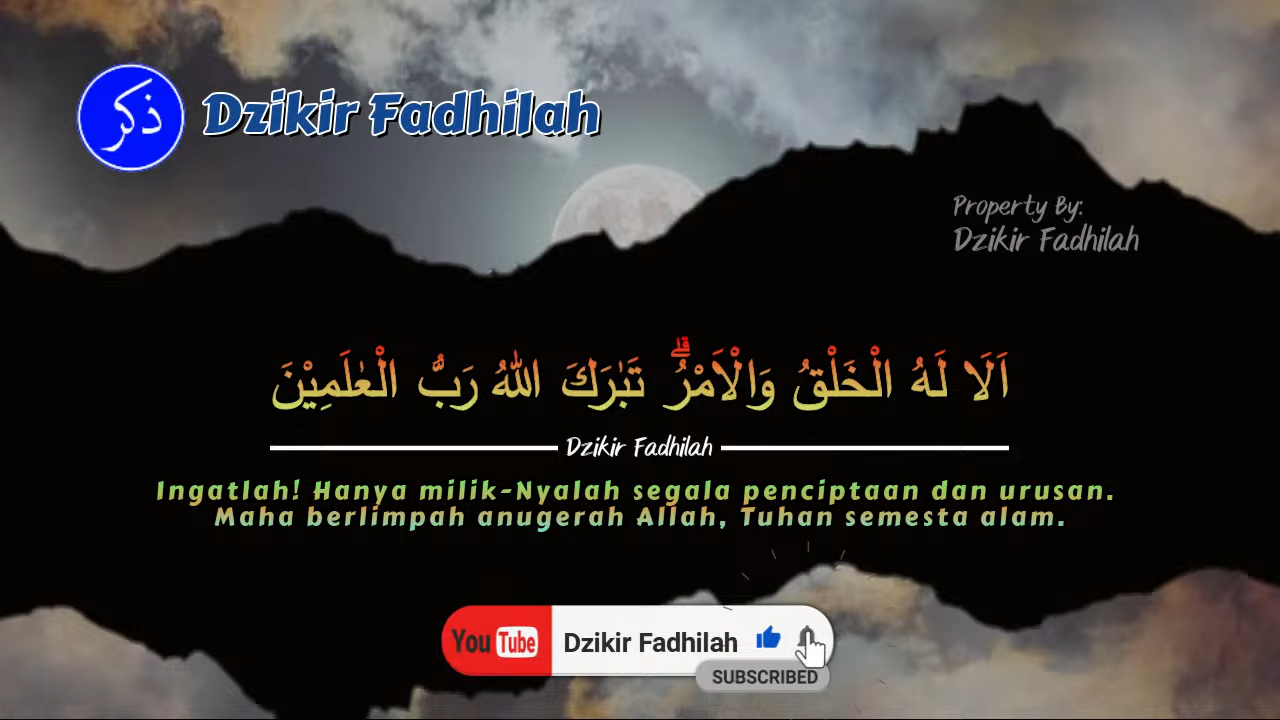 ذكر
Dzikir Fadhilah
Property By:
Dzikir Fadhilah
اَلَا لَهُ الْخَلْقُ وَالْاَمْرُۗ تَبٰرَكَ اللّٰهُ رَبُّ الْعٰلَمِيْنَ
Dzikir Fadhilah
Ingatlah! Hanya milik-Nyalah segala penciptaan dan urusan.
Maha berlimpah anugerah Allah, Tuhan semesta alam.
YouTube Dzikir Fadhilah
SUBSCRIBED